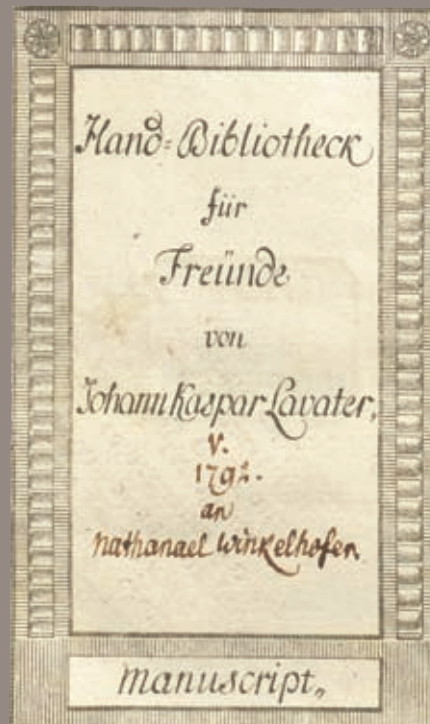 Hand=Bibliotheck
für
Freünde
von
Johann Kaspar Lavater,
V.
1792.
an
Nathanael Winkelhofer.
manuscript,,